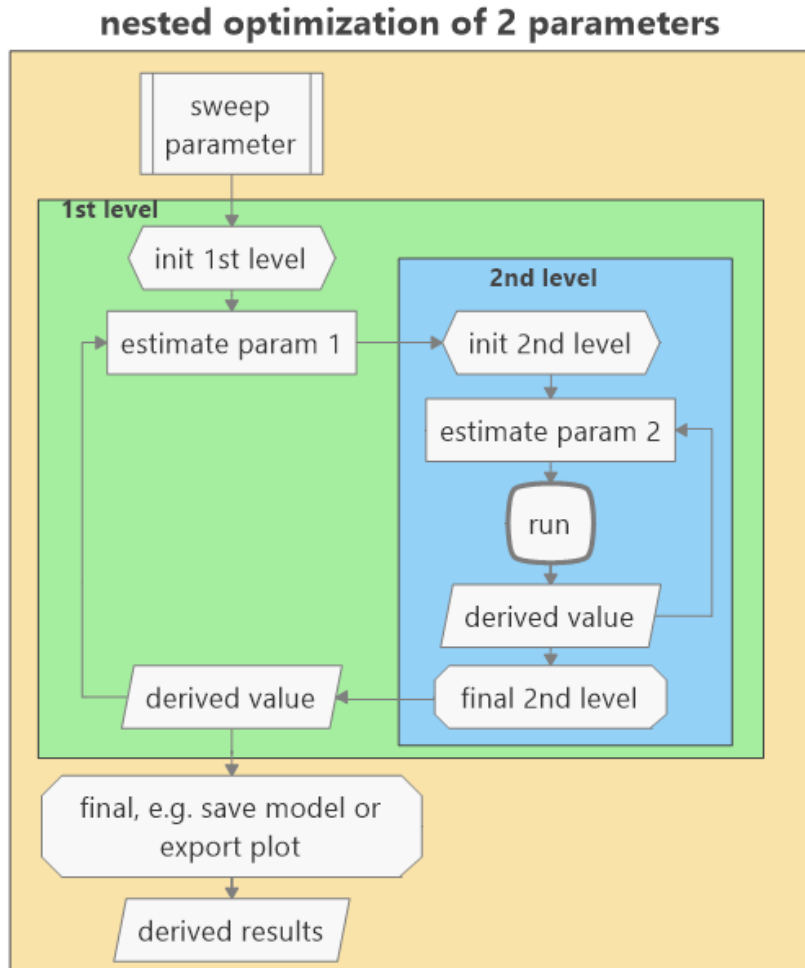 nested optimization of 2 parameters
sweep
parameter
1st level
init 1st level
2nd level
estimate param 1
init 2nd level
estimate param 2
run
derived value
derived value
final 2nd level
final, e.g. save model or
export plot
derived results